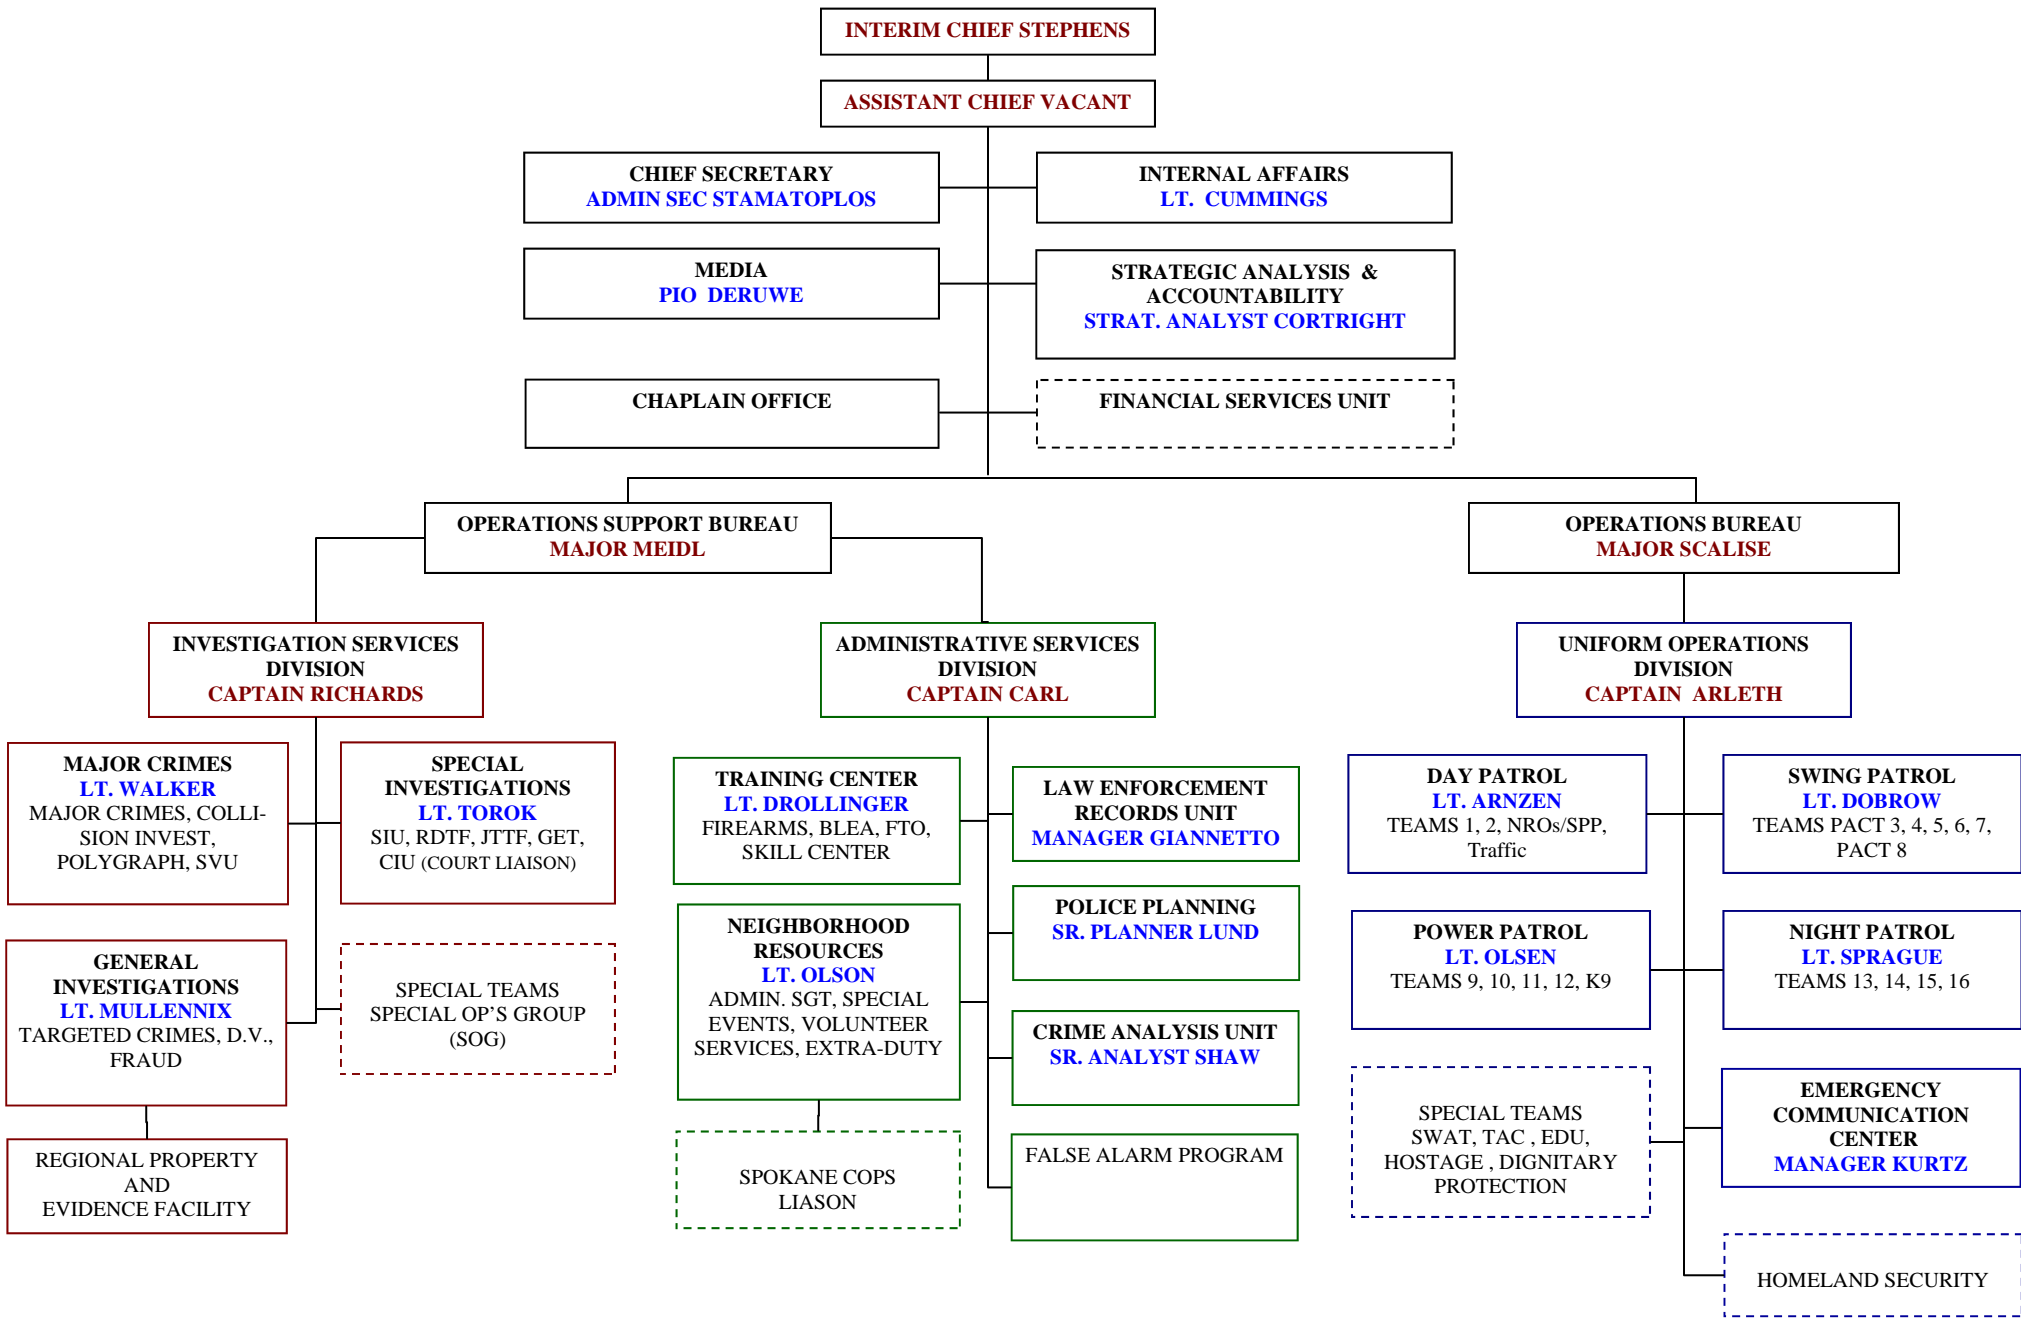 INTERIM CHIEF STEPHENS
ASSISTANT CHIEF VACANT
CHIEF SECRETARY
ADMIN SEC STAMATOPLOS
INTERNAL AFFAIRS
LT. CUMMINGS
MEDIA
PIO DERUWE
STRATEGIC ANALYSIS &
ACCOUNTABILITY
STRAT. ANALYST CORTRIGHT
CHAPLAIN OFFICE
FINANCIAL SERVICES UNIT
OPERATIONS SUPPORT BUREAU
MAJOR MEIDL
OPERATIONS BUREAU
MAJOR SCALISE
INVESTIGATION SERVICES
DIVISION
CAPTAIN RICHARDS
ADMINISTRATIVE SERVICES
DIVISION
CAPTAIN CARL
UNIFORM OPERATIONS
DIVISION
CAPTAIN ARLETH
MAJOR CRIMES
LT. WALKER
MAJOR CRIMES, COLLI-
SION INVEST,
POLYGRAPH, SVU
SPECIAL
INVESTIGATIONS
LT. TOROK
SIU, RDTF, JTTF, GET,
CIU (COURT LIAISON)
GENERAL
INVESTIGATIONS
LT. MULLENNIX
TARGETED CRIMES, D.V.,
FRAUD
SPECIAL TEAMS
SPECIAL OP'S GROUP
(SOG)
REGIONAL PROPERTY
AND
EVIDENCE FACILITY
TRAINING CENTER
LT. DROLLINGER
FIREARMS, BLEA, FTO,
SKILL CENTER
LAW ENFORCEMENT
RECORDS UNIT
MANAGER GIANNETTO
NEIGHBORHOOD
RESOURCES
LT. OLSON
ADMIN. SGT, SPECIAL
EVENTS, VOLUNTEER
SERVICES, EXTRA-DUTY
POLICE PLANNING
SR. PLANNER LUND
CRIME ANALYSIS UNIT
SR. ANALYST SHAW
SPOKANE COPS
LIASON
FALSE ALARM PROGRAM
DAY PATROL
LT. ARNZEN
TEAMS 1, 2, NROs/SPP,
Traffic
SWING PATROL
LT. DOBROW
TEAMS PACT 3, 4, 5, 6, 7,
PACT 8
POWER PATROL
LT. OLSEN
TEAMS 9, 10, 11, 12, K9
NIGHT PATROL
LT. SPRAGUE
TEAMS 13, 14, 15, 16
SPECIAL TEAMS
SWAT, TAC , EDU,
HOSTAGE , DIGNITARY
PROTECTION
EMERGENCY
COMMUNICATION
CENTER
MANAGER KURTZ
HOMELAND SECURITY